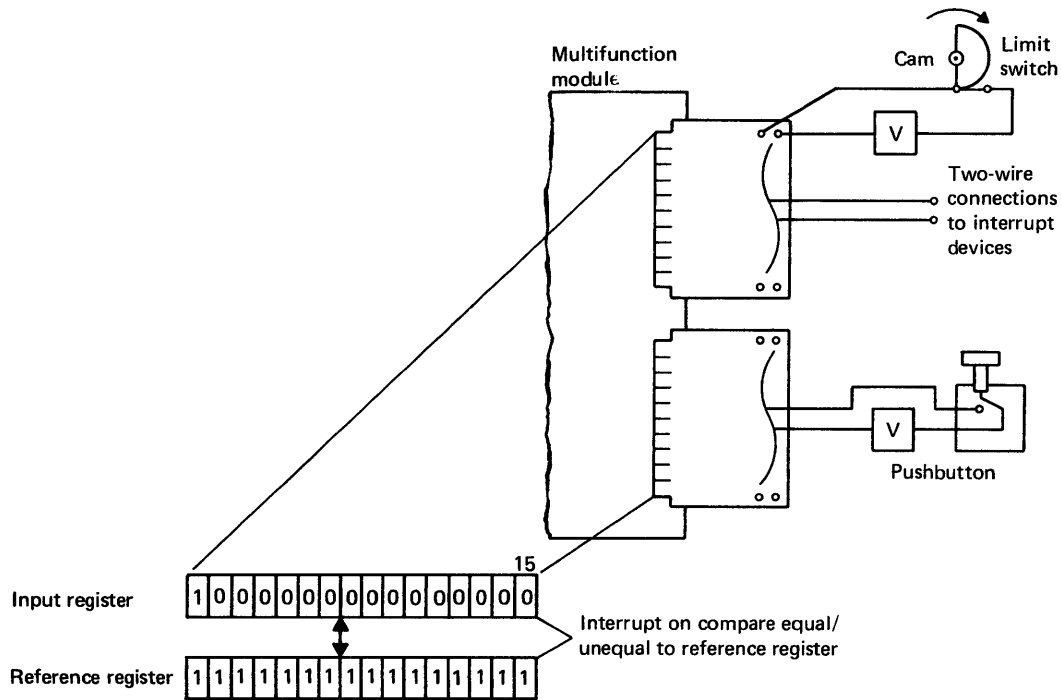 Multifunction
modules
Cam
Limit
switch
V
Two-wire
connections
to interrupt
devices
V
Pushbutton
15
Input register
1 0 0 0 0 0 0 0 0 0 0 0 0 0 0 0
Interrupt on compare equal/
unequal to reference register
Reference register
1 1 1 1 1 1 1 1 1 1 1 1 1 1 1 1